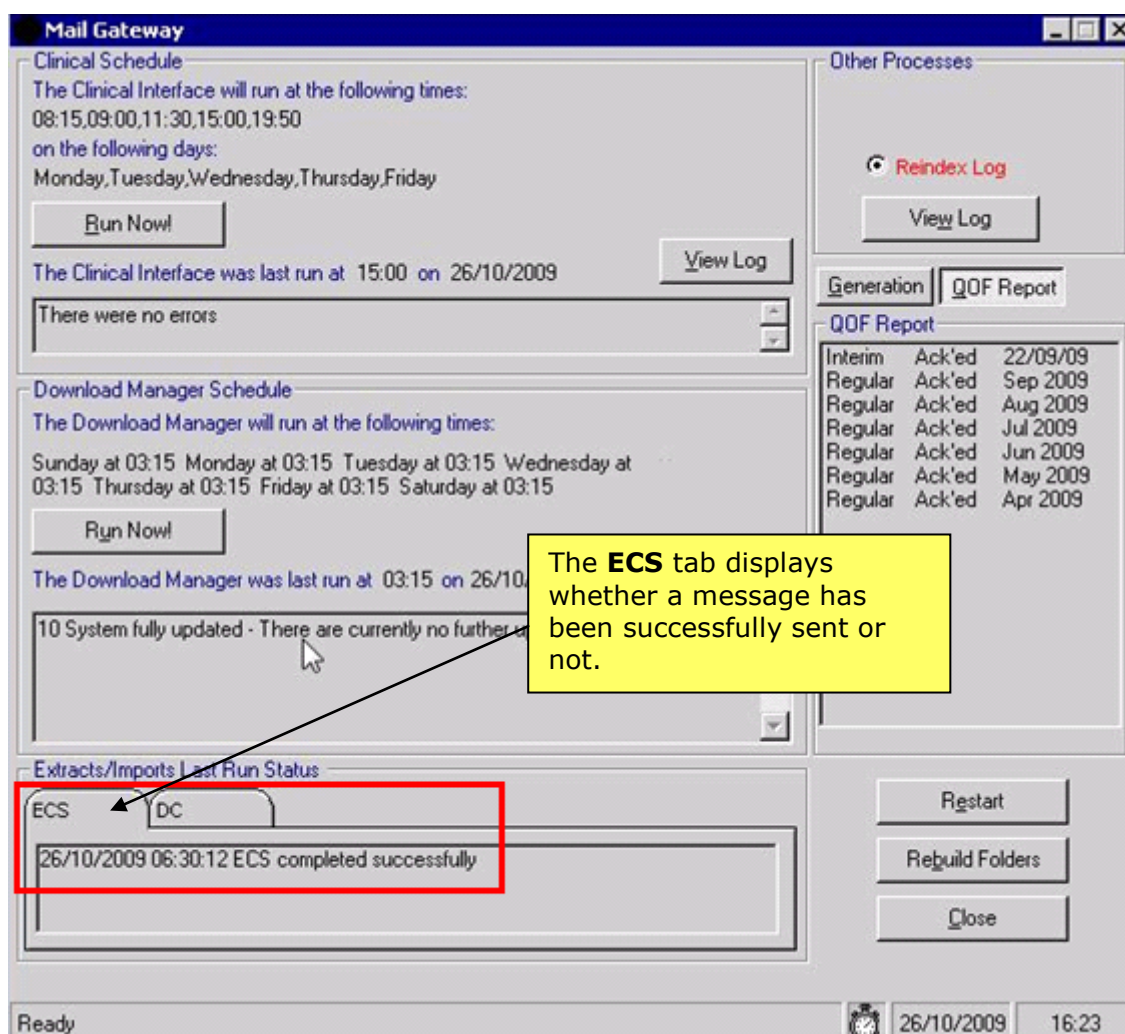 Mail Gateway
Clinical Schedule
The Clinical Interface will run at the following times:
08:15,09:00,11:30,15:00,19:50
on the following days:
Monday,Tuesday,Wednesday,Thursday,Friday
Run Now!
View Log
The Clinical Interface was last run at 15:00 on 26/10/2009
There were no errors
Download Manager Schedule
The Download Manager will run at the following times:
Sunday at 03:15 Monday at 03:15 Tuesday at 03:15 Wednesday at
03:15 Thursday at 03:15 Friday at 03:15 Saturday at 03:15
Run Now!
The Download Manager was last run at 03:15 on 26/10/
10 System fully updated - There are currently no further
The ECS tab displays
whether a message has
been successfully sent or
not.
Extracts/Imports Last Run Status
ECS DC
26/10/2009 06:30:12 ECS completed successfully
Other Processes
Reindex Log
View Log
Generation QOF Report
QOF Report
Interim Ack'ed 22/09/09
Regular Ack'ed Sep 2009
Regular Ack'ed Aug 2009
Regular Ack'ed Jul 2009
Regular Ack'ed Jun 2009
Regular Ack'ed May 2009
Regular Ack'ed Apr 2009
Restart
Rebuild Folders
Close
Ready 26/10/2009 16:23